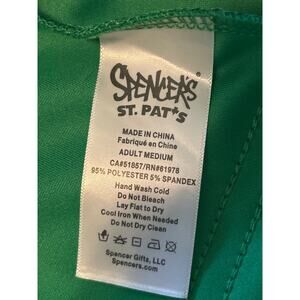 SPENCER'S®
ST. PAT*S
MADE IN CHINA
Fabriqué en Chine
ADULT MEDIUM
CA#51857/RN#61978
95% POLYESTER 5% SPANDEX
Hand Wash Cold
Do Not Bleach
Lay Flat to Dry
Cool Iron When Needed
Do Not Dry Clean
Spencer Gifts, LLC
Spencers.com